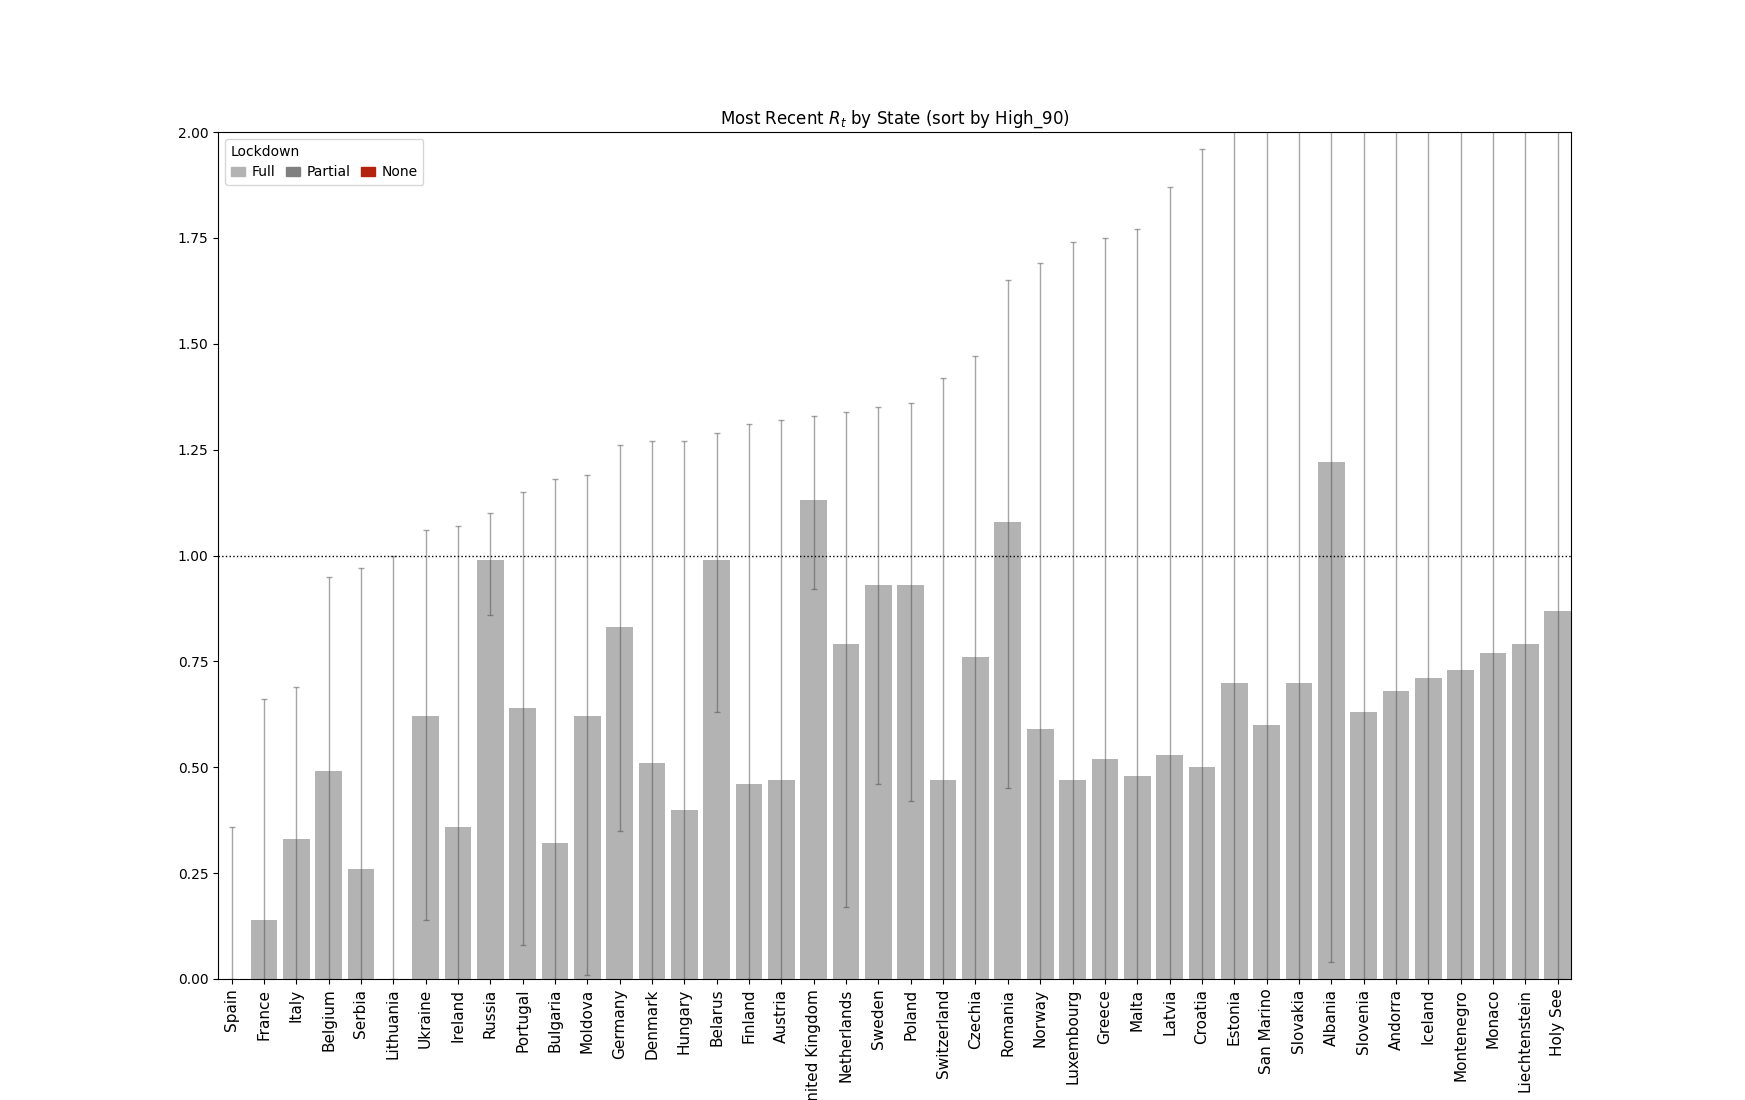 Most Recent R_t by State (sort by High_90)
Lockdown
Full Partial None
2.00
1.75
1.50
1.25
1.00
0.75
0.50
0.25
0.00
Spain
France
Italy
Belgium
Serbia
Lithuania
Ukraine
Ireland
Russia
Portugal
Bulgaria
Moldova
Germany
Denmark
Hungary
Belarus
Finland
Austria
nited Kingdom
Netherlands
Sweden
Poland
Switzerland
Czechia
Romania
Norway
Luxembourg
Greece
Malta
Latvia
Croatia
Estonia
San Marino
Slovakia
Albania
Slovenia
Andorra
Iceland
Montenegro
Monaco
Liechtenstein
Holy See